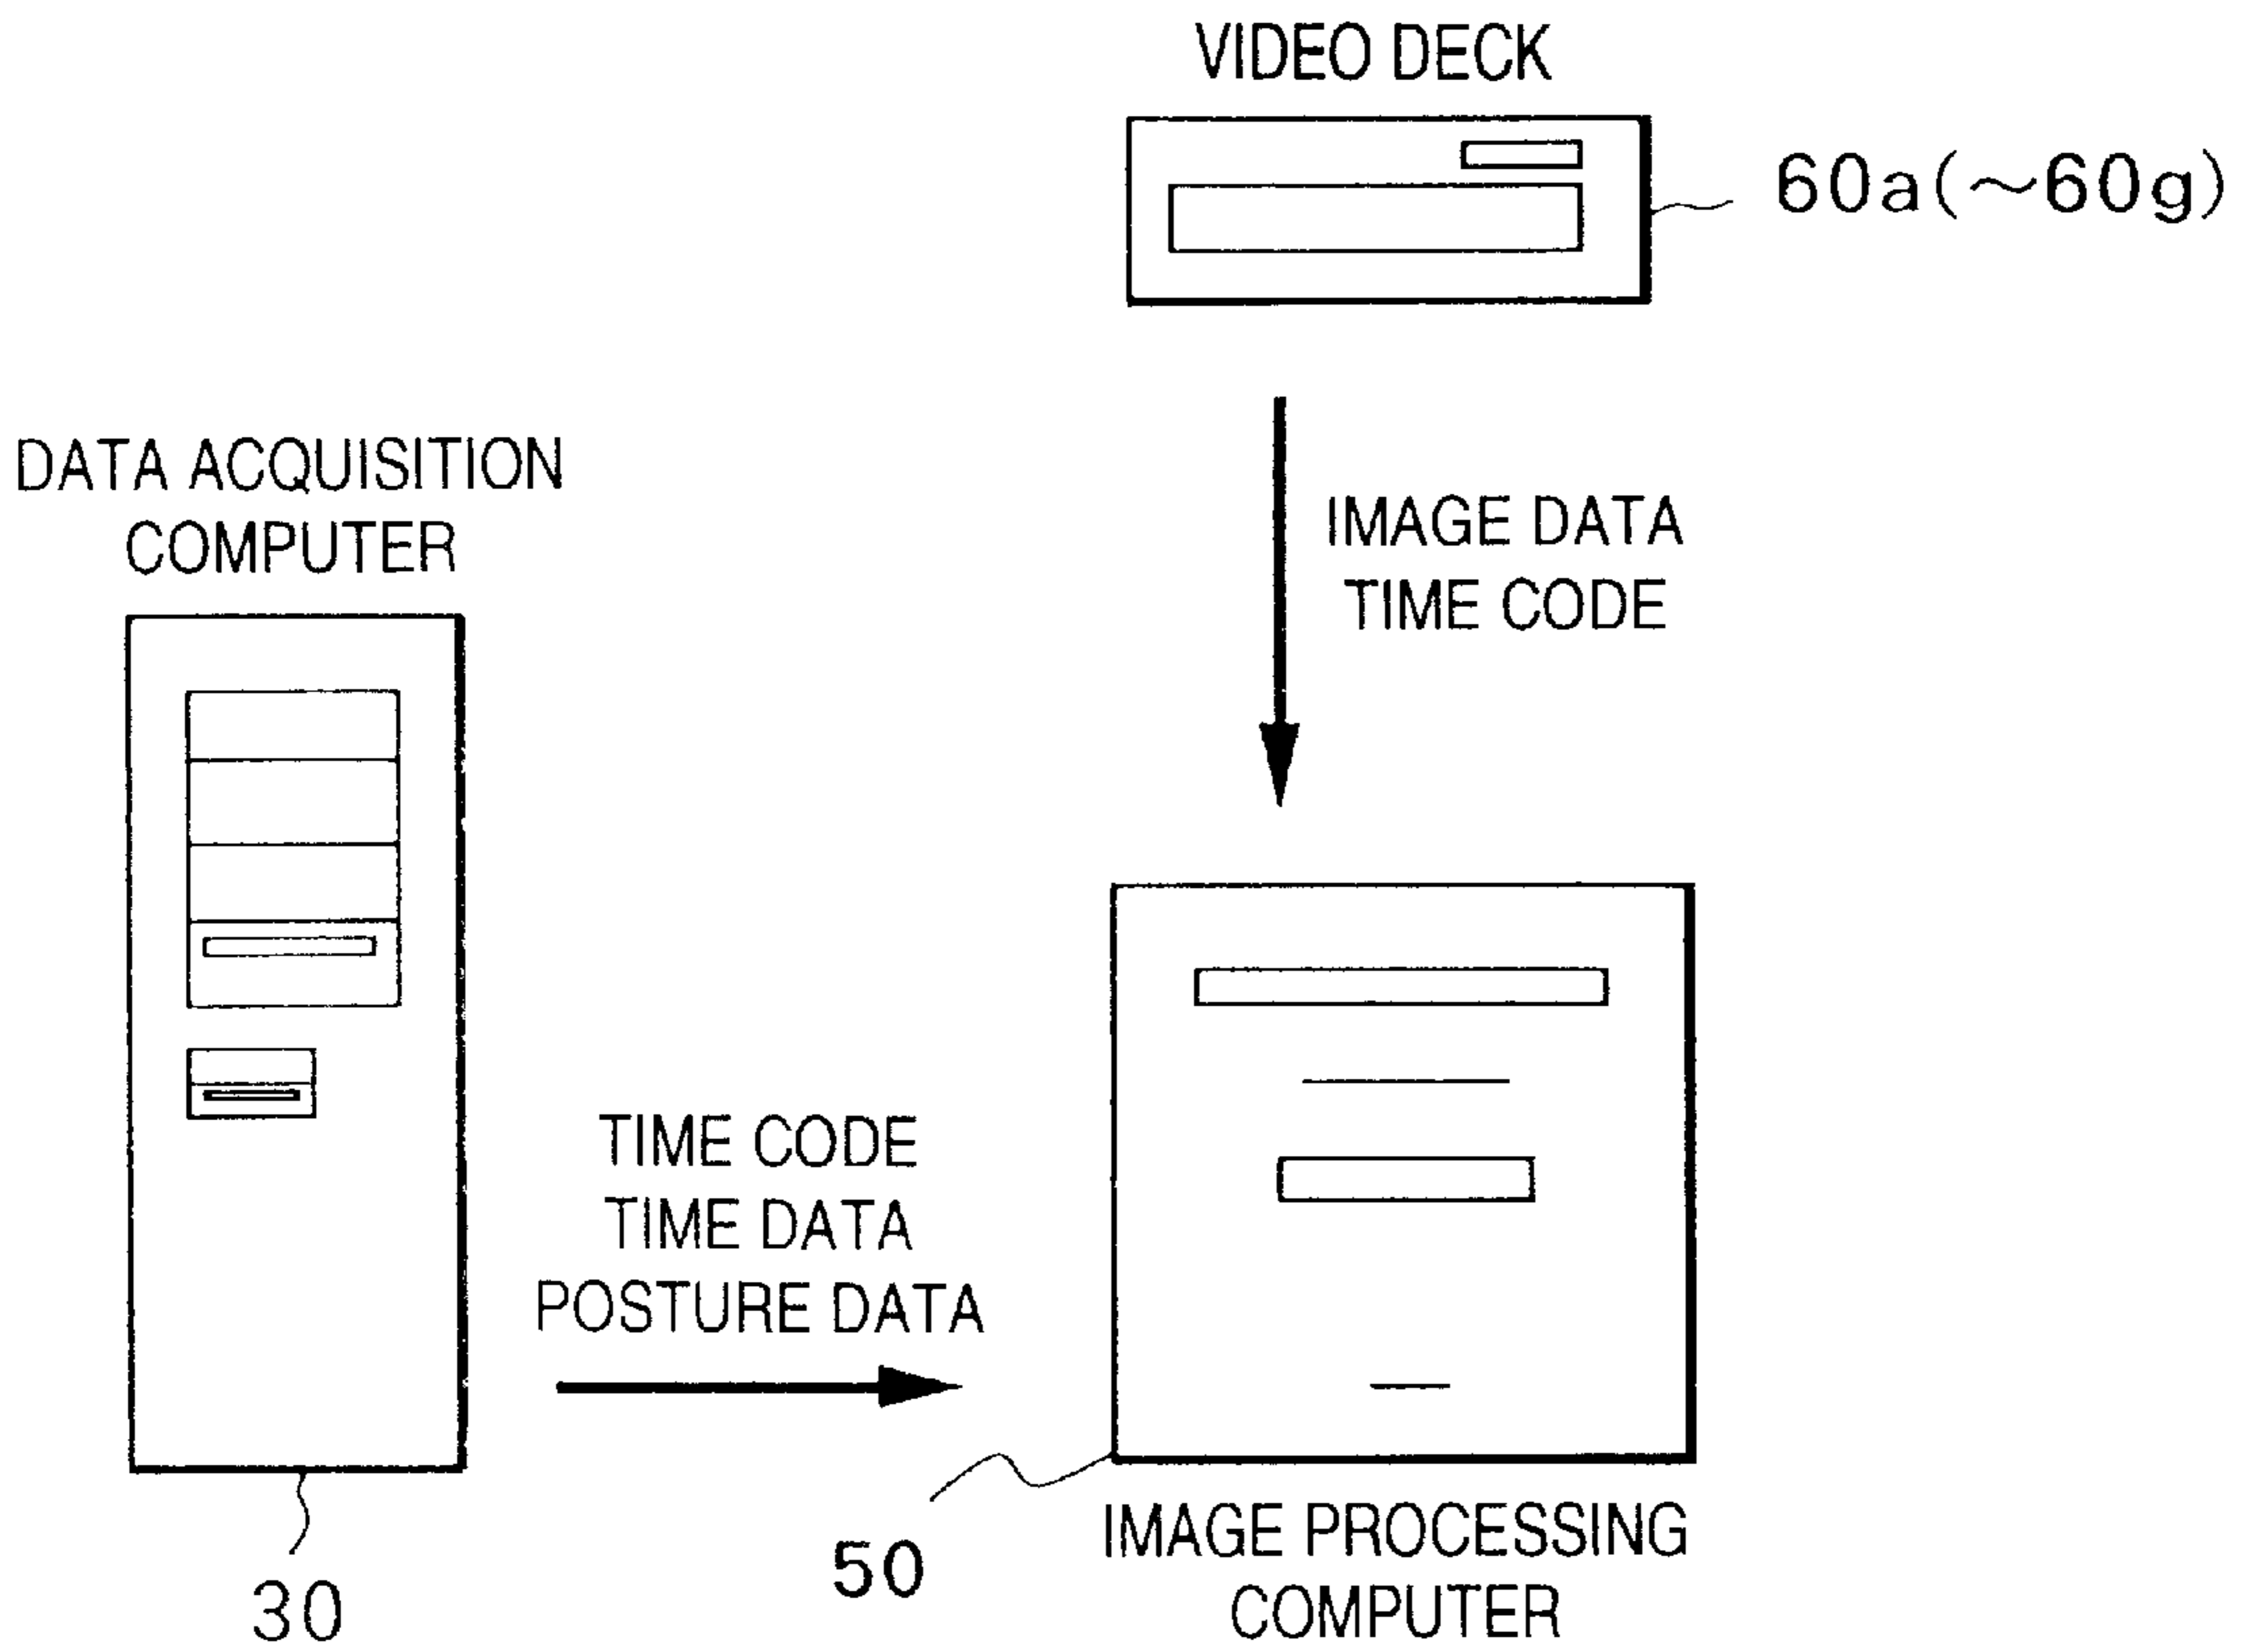 VIDEO DECK
60a(~60g)
DATA ACQUISITION
COMPUTER
IMAGE DATA
TIME CODE
TIME CODE
TIME DATA
POSTURE DATA
30
50
IMAGE PROCESSING
COMPUTER